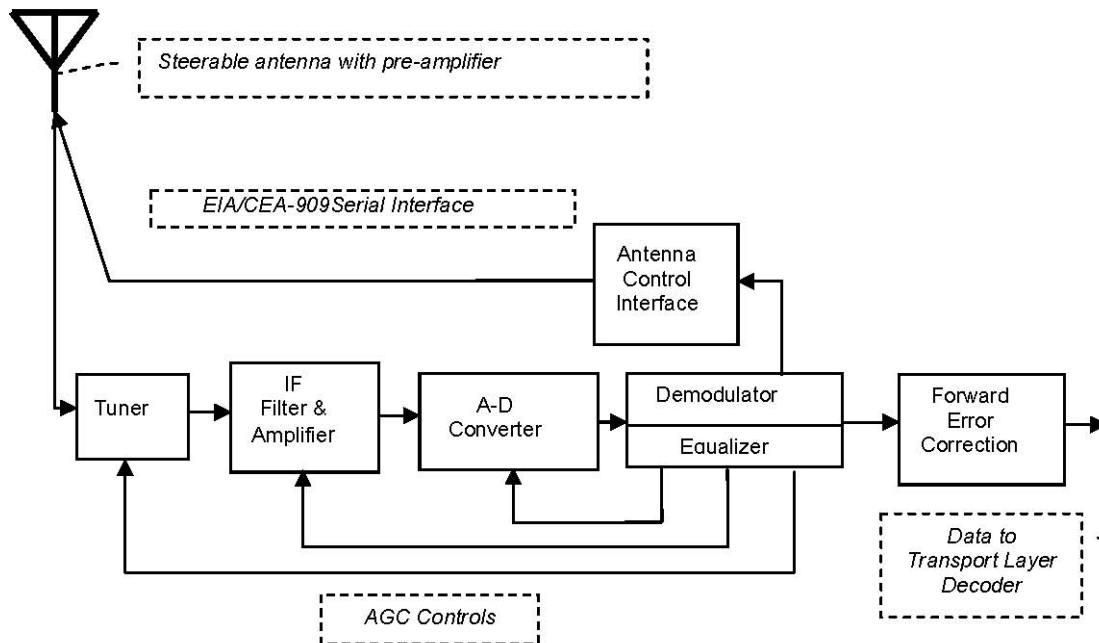 Steerable antenna with pre-amplifier
EIA/CEA-909Serial Interface
Antenna
Control
Interface
Tuner
IF
Filter &
Amplifier
A-D
Converter
Demodulator
Equalizer
Forward
Error
Correction
Data to
Transport Layer
Decoder
AGC Controls